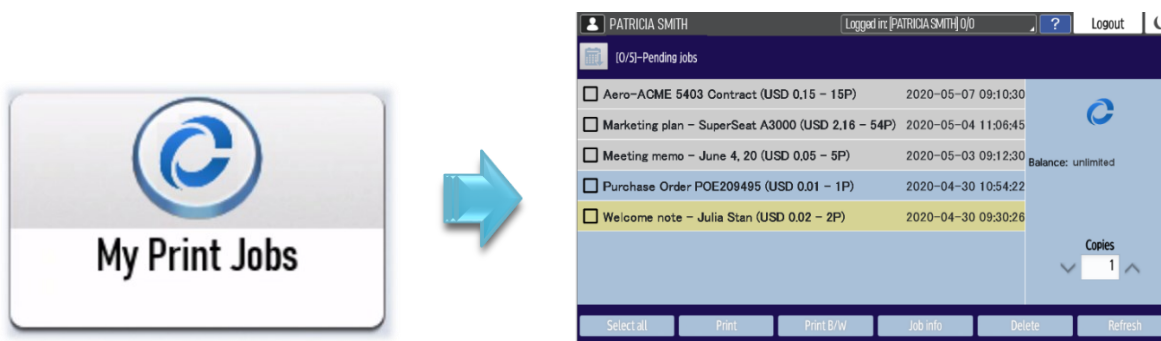 My Print Jobs
PATRICIA SMITH
Logged in: [PATRICIA SMITH] 0/0
?
Logout
[0/5]-Pending jobs
Aero-ACME 5403 Contract (USD 0,15 - 15P) 2020-05-07 09:10:30
Marketing plan - SuperSeat A3000 (USD 2,16 - 54P) 2020-05-04 11:06:45
Meeting memo - June 4, 20 (USD 0,05 - 5P) 2020-05-03 09:12:30
Balance: unlimited
Purchase Order POE209495 (USD 0.01 - 1P) 2020-04-30 10:54:22
Welcome note - Julia Stan (USD 0.02 - 2P) 2020-04-30 09:30:26
Copies
1
Select all Print Print B/W Job info Delete Refresh